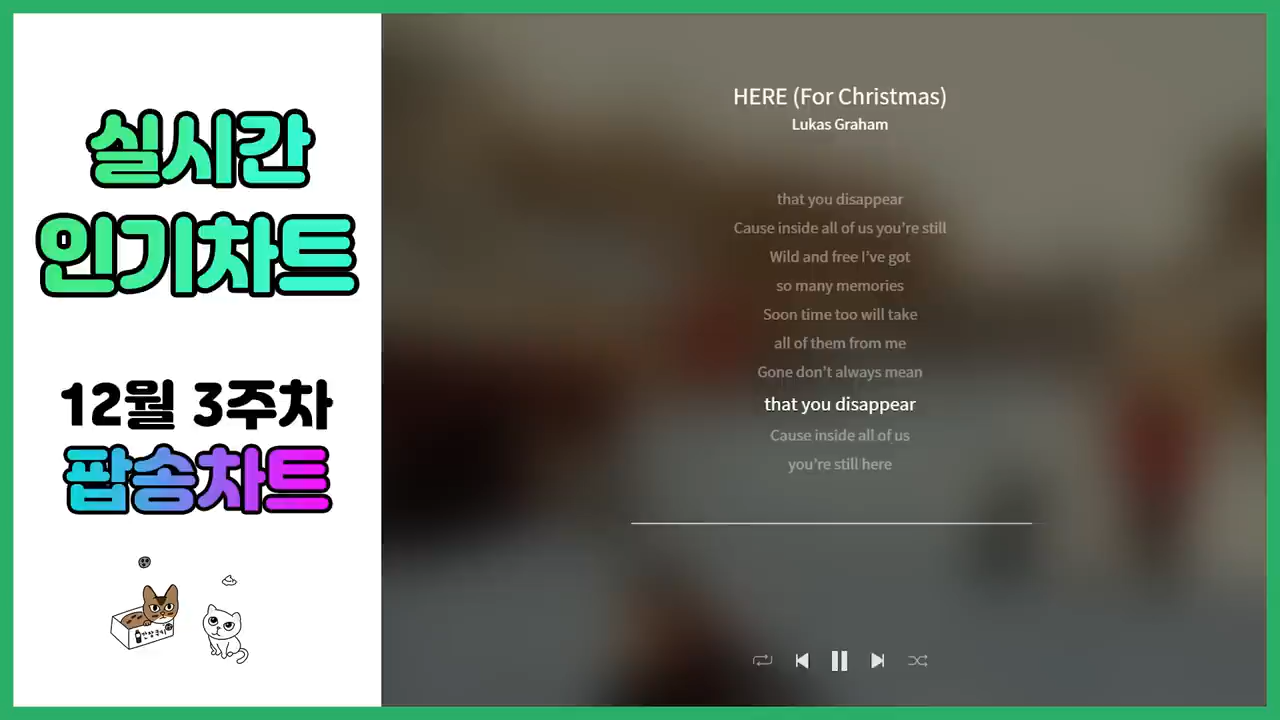 실시간
인기차트
12월 3주차
팝송차트
HERE (For Christmas)
Lukas Graham
that you disappear
Cause inside all of us you’re still
Wild and free I’ve got
so many memories
Soon time too will take
all of them from me
Gone don’t always mean
that you disappear
Cause inside all of us
you’re still here